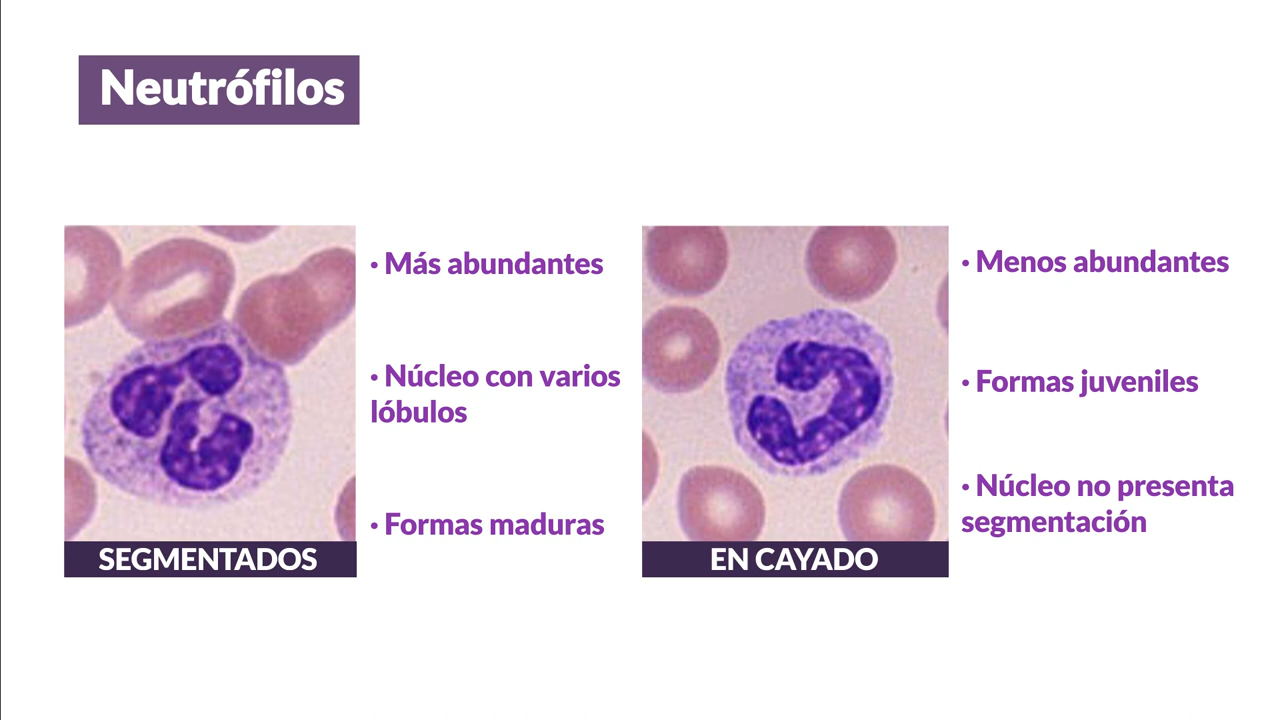 Neutrófilos
· Más abundantes
· Núcleo con varios
lóbulos
· Formas maduras
SEGMENTADOS
· Menos abundantes
· Formas juveniles
· Núcleo no presenta
segmentación
EN CAYADO